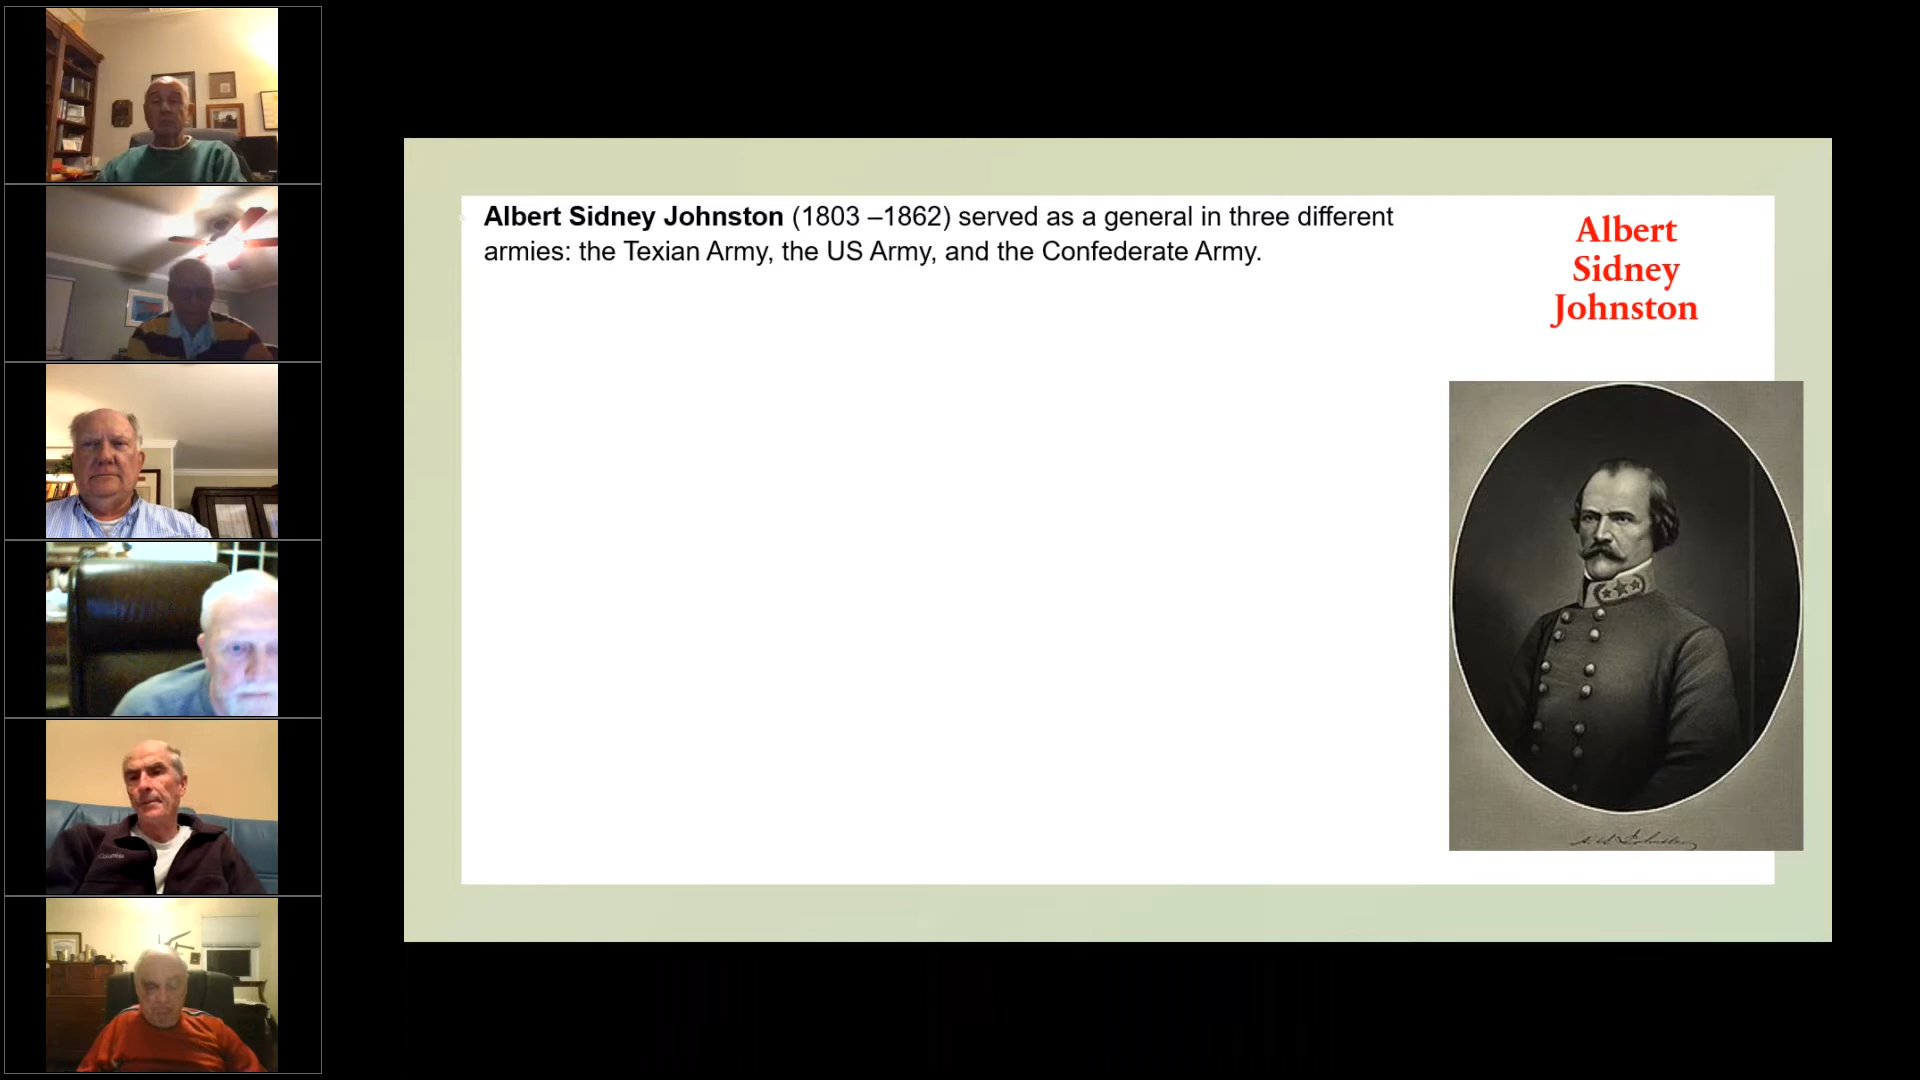 Albert Sidney Johnston (1803 –1862) served as a general in three different
armies: the Texian Army, the US Army, and the Confederate Army.
Albert
Sidney
Johnston
Columbia